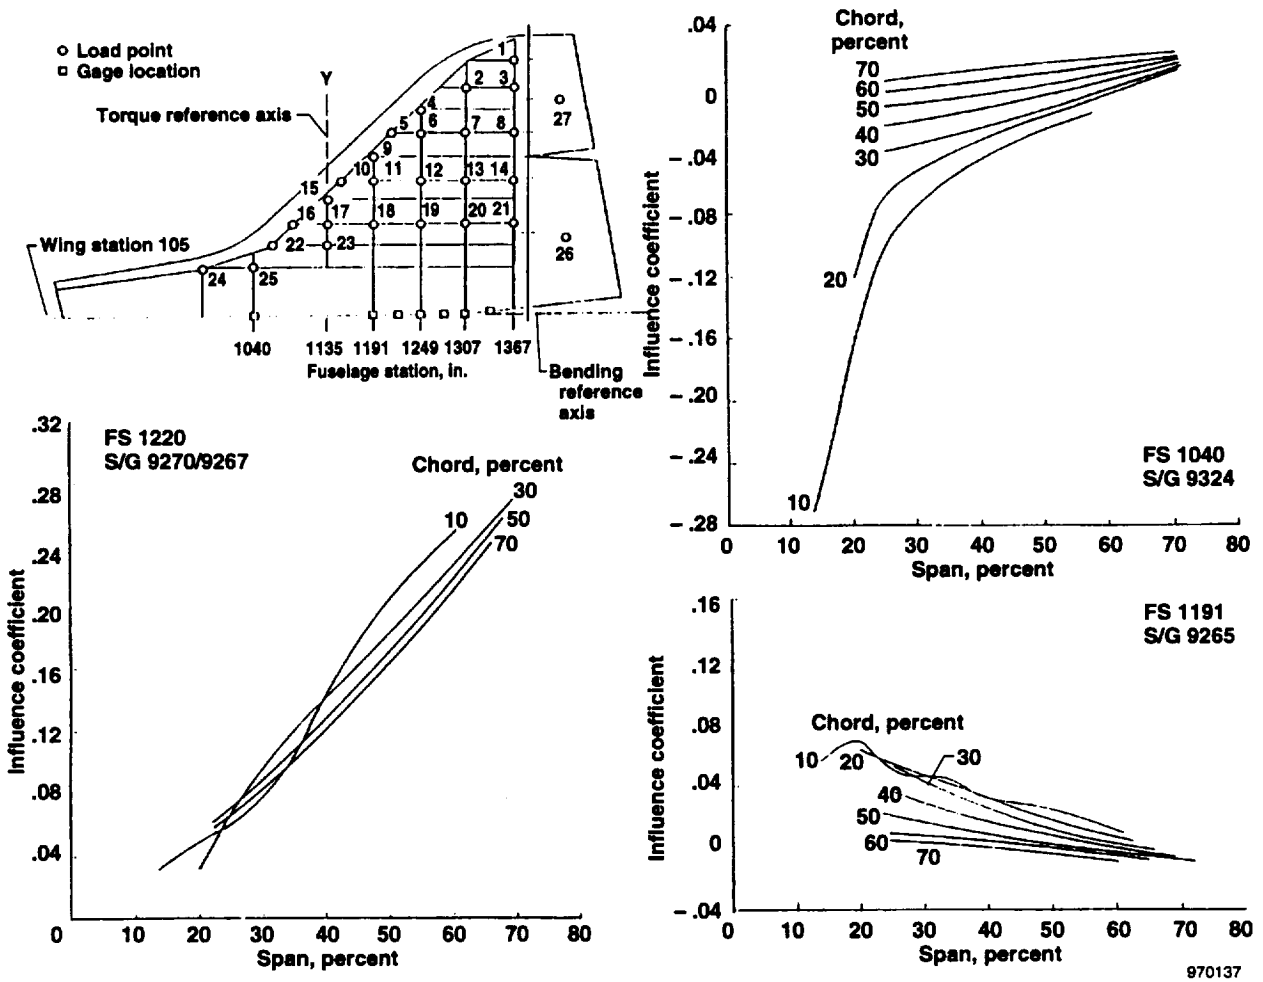 Load point
Gage location
Y
Torque reference axis
Wing station 105
1
2 3
4
5 6 7 8
9
10 11 12 13 14
15
16 17 18 19 20 21
22 23
24 25
26
27
1040 1135 1191 1249 1307 1367
Fuselage station, in.
Bending
reference
axis
Chord,
percent
70
60
50
40
30
20
10
.04
0
– .04
– .08
– .12
– .16
– .20
– .24
– .28
Influence coefficient
FS 1040
S/G 9324
0 10 20 30 40 50 60 70 80
Span, percent
FS 1220
S/G 9270/9267
Chord, percent
30
10 50
70
.32
.28
.24
.20
.16
.12
.08
.04
Influence coefficient
0 10 20 30 40 50 60 70 80
Span, percent
FS 1191
S/G 9265
Chord, percent
10 20 30
40
50
60 70
.16
.12
.08
.04
0
– .04
Influence coefficient
0 10 20 30 40 50 60 70 80
Span, percent
970137